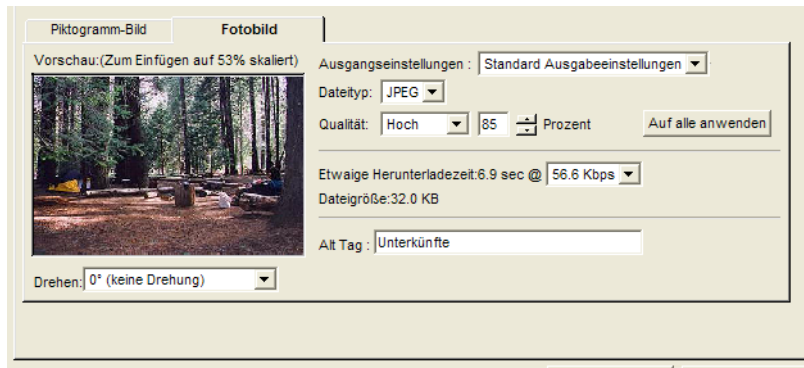 Piktogramm-Bild Fotobild
Vorschau:(Zum Einfügen auf 53% skaliert)
Ausgangseinstellungen : Standard Ausgabeeinstellungen
Dateityp: JPEG
Qualität: Hoch 85 Prozent Auf alle anwenden
Etwaige Herunterladezeit:6.9 sec @ 56.6 Kbps
Dateigröße:32.0 KB
Alt Tag : Unterkünfte
Drehen: 0° (keine Drehung)